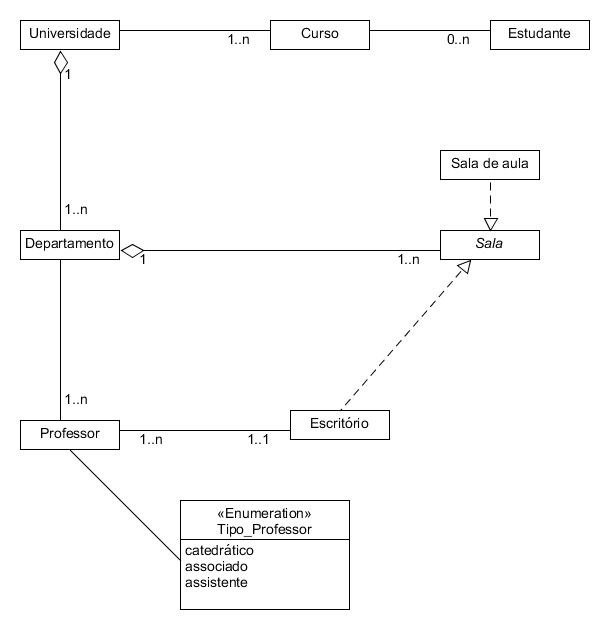 Universidade
1..n
Curso
0..n
Estudante
1
Sala de aula
1..n
Departamento
1
1..n
Sala
1..n
Professor
1..n
1..1
Escritório
«Enumeration»
Tipo_Professor
catedrático
associado
assistente